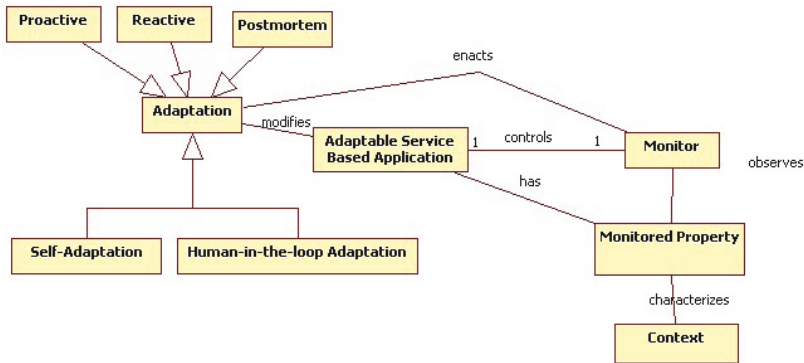 Proactive
Reactive
Postmortem
enacts
Adaptation
modifies
Adaptable Service
Based Application
1
controls
1
Monitor
observes
has
Monitored Property
Self-Adaptation
Human-in-the-loop Adaptation
characterizes
Context